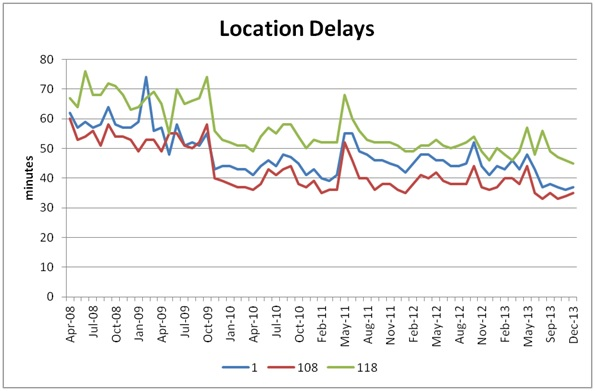 Location Delays
80
70
60
50
40
30
20
10
0
minutes
Apr-08
Jul-08
Oct-08
Jan-09
Apr-09
Jul-09
Oct-09
Jan-10
Apr-10
Jul-10
Oct-10
Feb-11
May-11
Aug-11
Nov-11
Feb-12
May-12
Aug-12
Nov-12
Feb-13
May-13
Sep-13
Dec-13
1 108 118